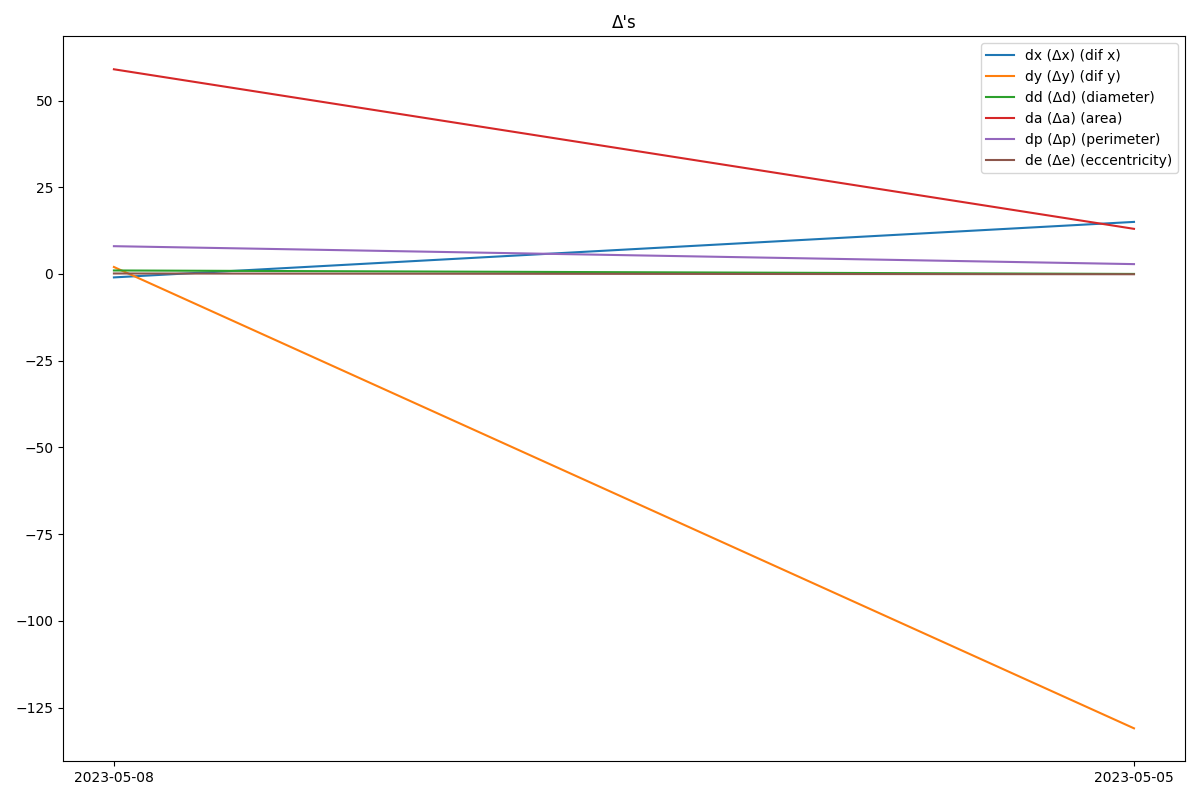 Δ's
dx (Δx) (dif x)
dy (Δy) (dif y)
dd (Δd) (diameter)
da (Δa) (area)
dp (Δp) (perimeter)
de (Δe) (eccentricity)
50
25
0
−25
−50
−75
−100
−125
2023-05-08
2023-05-05